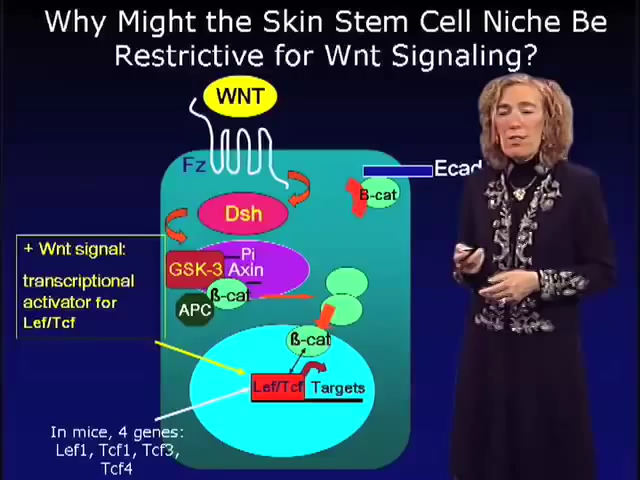 Why Might the Skin Stem Cell Niche Be
Restrictive for Wnt Signaling?
WNT
Fz
Ecad
ß-cat
Dsh
+ Wnt signal:
transcriptional
activator for
Lef/Tcf
Pi
GSK-3 Axin
ß-cat
APC
ß-cat
Lef/Tcf Targets
In mice, 4 genes:
Lef1, Tcf1, Tcf3,
Tcf4